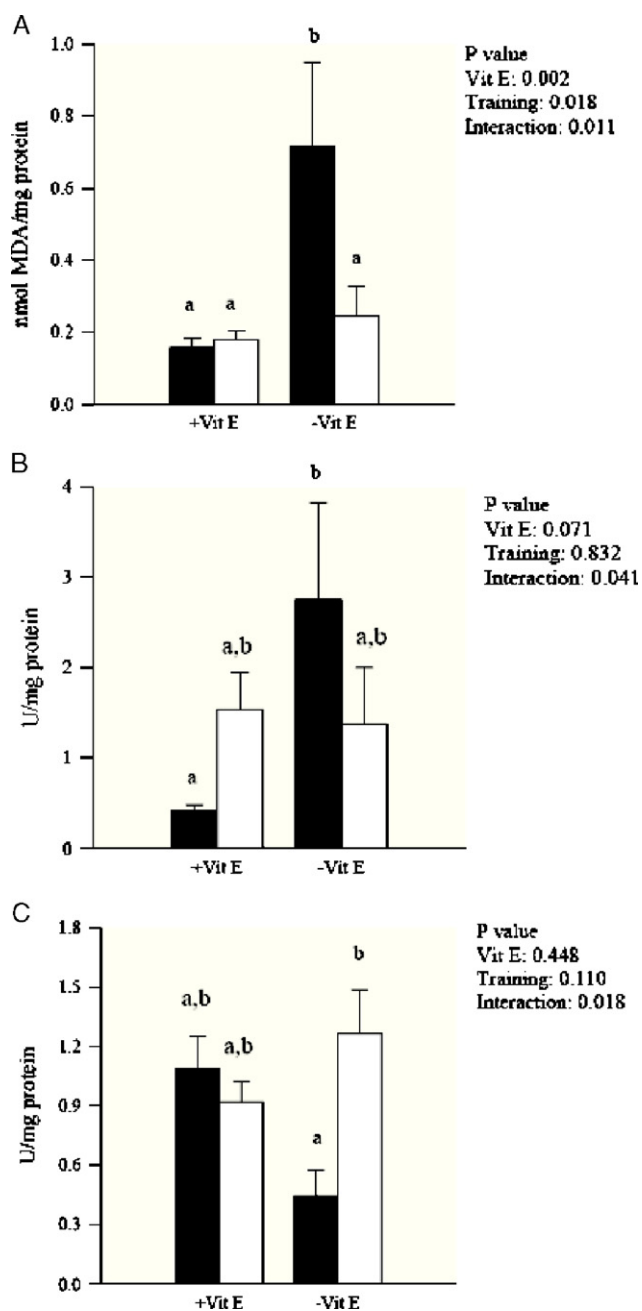 A
nmol MDA/mg protein
1.0
0.8
0.6
0.4
0.2
0.0
a
a
b
a
+Vit E
-Vit E
P value
Vit E: 0.002
Training: 0.018
Interaction: 0.011
B
U/mg protein
4
3
2
1
0
a
a,b
b
a,b
+Vit E
-Vit E
P value
Vit E: 0.071
Training: 0.832
Interaction: 0.041
C
U/mg protein
1.8
1.5
1.2
0.9
0.6
0.3
0.0
a,b
a,b
a
b
+Vit E
-Vit E
P value
Vit E: 0.448
Training: 0.110
Interaction: 0.018